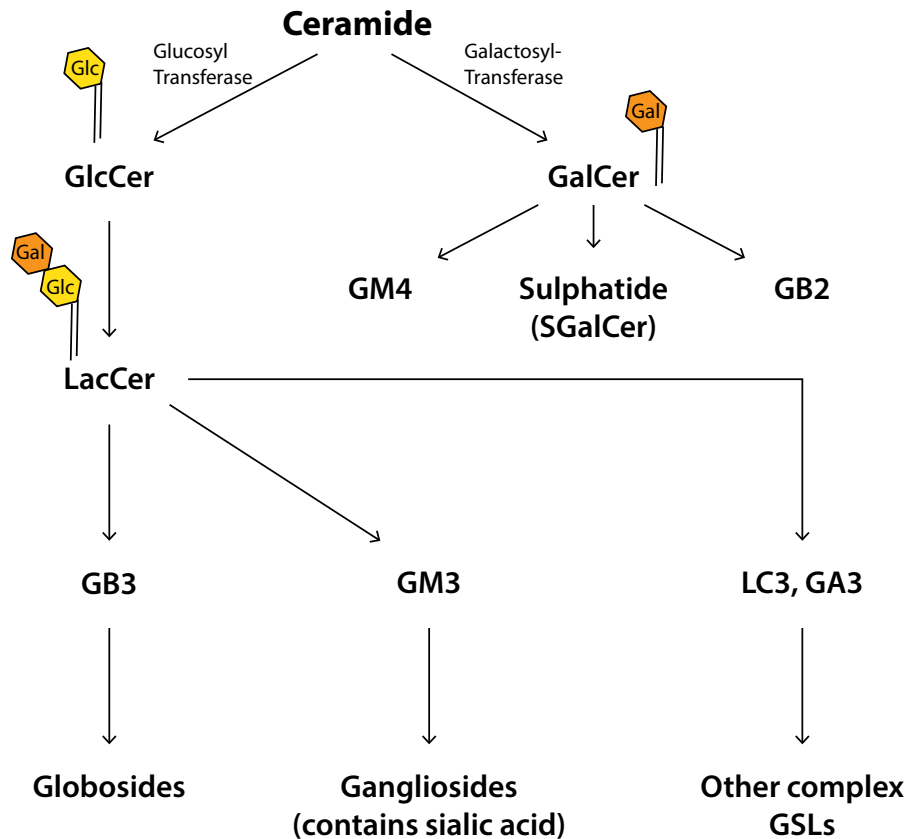 Ceramide
Glucosyl
Transferase
Galactosyl-
Transferase
Glc
Gal
GlcCer
GalCer
Gal
Glc
GM4
Sulphatide
(SGalCer)
GB2
LacCer
GB3
GM3
LC3, GA3
Globosides
Gangliosides
(contains sialic acid)
Other complex
GSLs